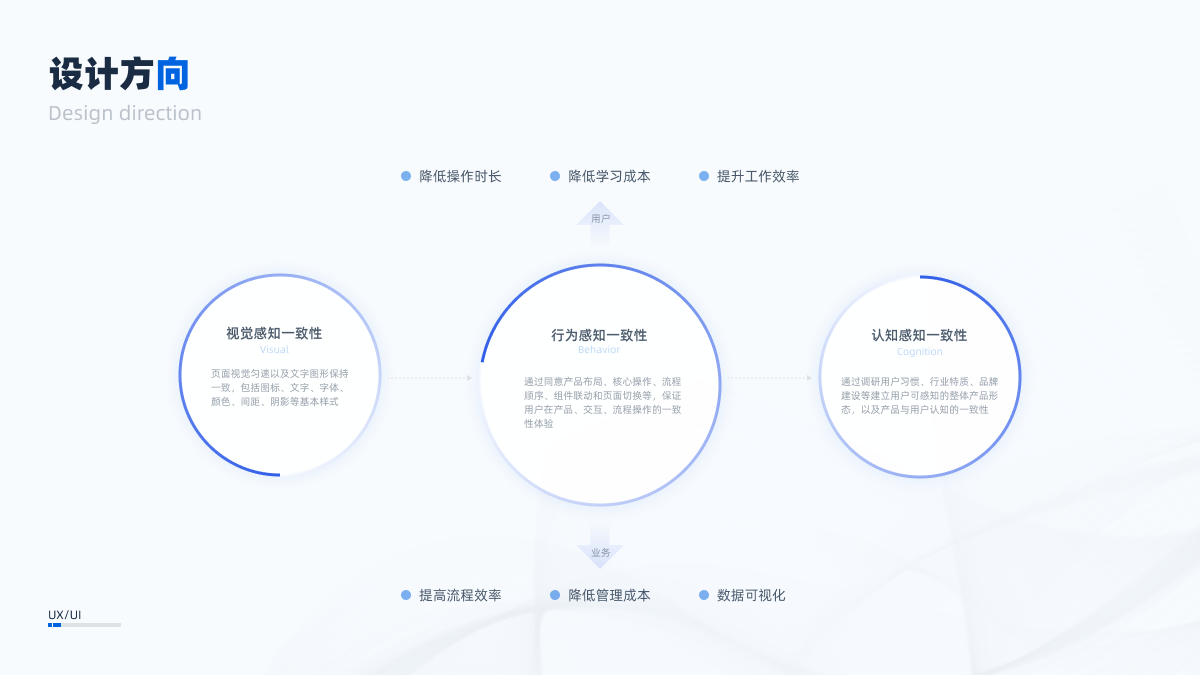 设计方向
Design direction
降低操作时长
降低学习成本
提升工作效率
用户
视觉感知一致性
Visual
页面视觉匀速以及文字图形保持
一致，包括图标、文字、字体、
颜色、间距、阴影等基本样式
行为感知一致性
Behavior
通过同意产品布局、核心操作、流程
顺序、组件联动和页面切换等，保证
用户在产品、交互、流程操作的一致
性体验
认知感知一致性
Cognition
通过调研用户习惯、行业特质、品牌
建设等建立用户可感知的整体产品形
态，以及产品与用户认知的一致性
业务
提高流程效率
降低管理成本
数据可视化
UX/UI